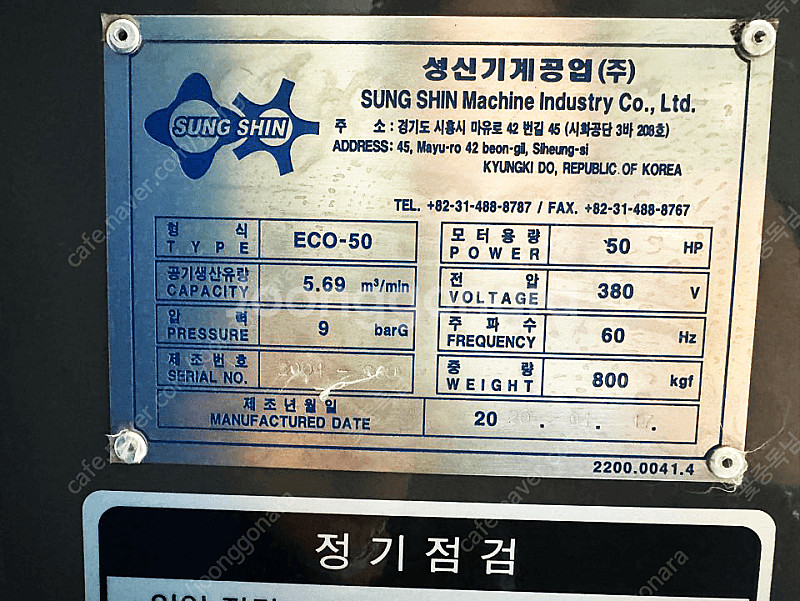 성신기계공업(주)
SUNG SHIN Machine Industry Co., Ltd.
SUNG SHIN
주 소 : 경기도 시흥시 마유로 42 번길 45 (시화공단 3바 208호)
ADDRESS: 45, Mayu-ro 42 beon-gil, Siheung-si
KYUNGKI DO, REPUBLIC OF KOREA
TEL. +82-31-488-8787 / FAX. +82-31-488-8767
형 식
TYPE ECO-50
공기생산유량
CAPACITY 5.69 m³/min
압 력
PRESSURE 9 barG
제조번호
SERIAL NO.
모터용량
POWER 50 HP
전 압
VOLTAGE 380 V
주파수
FREQUENCY 60 Hz
중 량
WEIGHT 800 kgf
제조년월일
MANUFACTURED DATE 20 . .
2200.0041.4
정기점검
cafe.naver.com
joonggonara